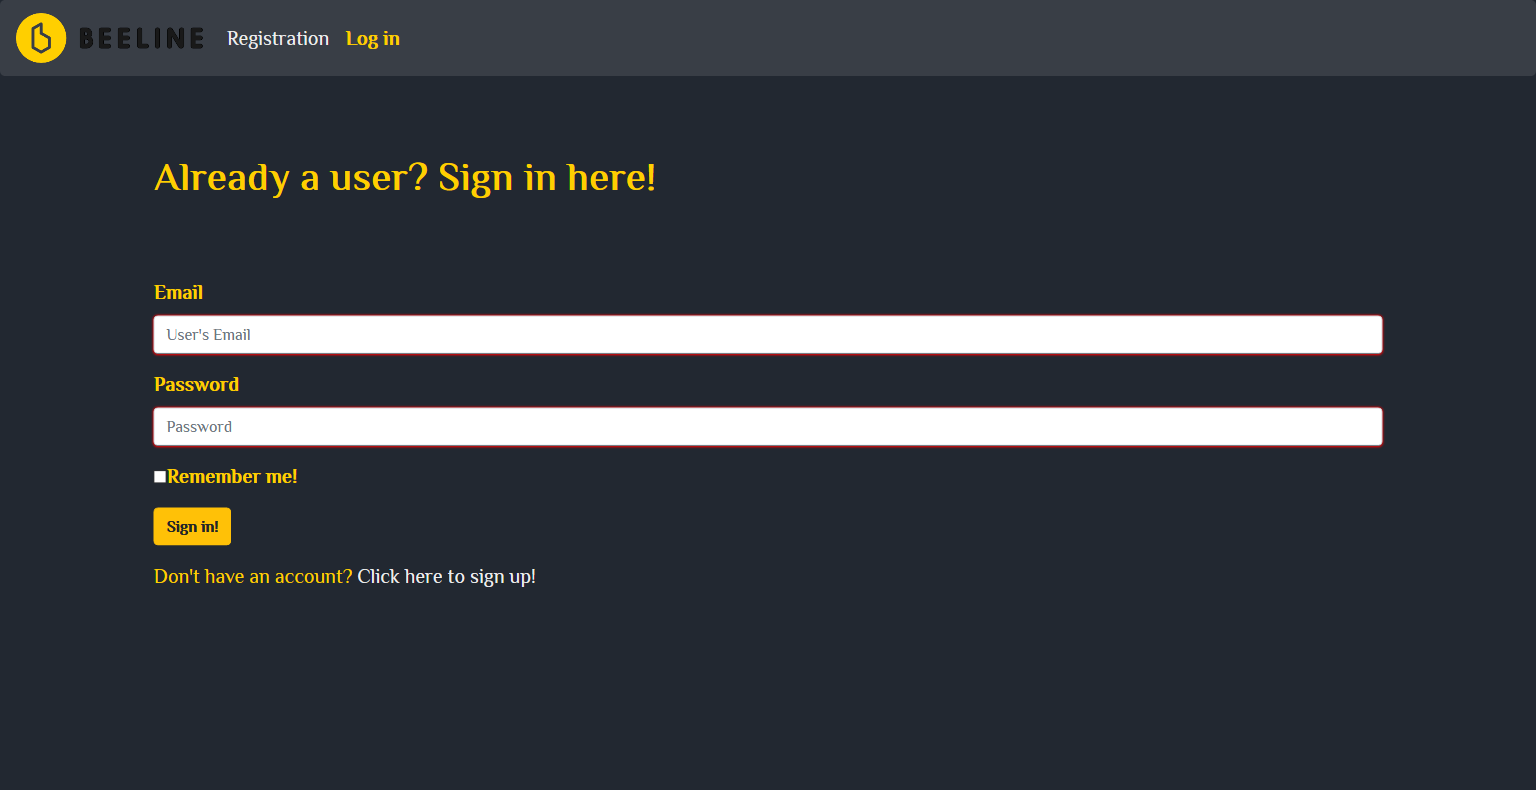 BEELINE Registration Log in
Already a user? Sign in here!
Email
User's Email
Password
Password
Remember me!
Sign in!
Don't have an account? Click here to sign up!